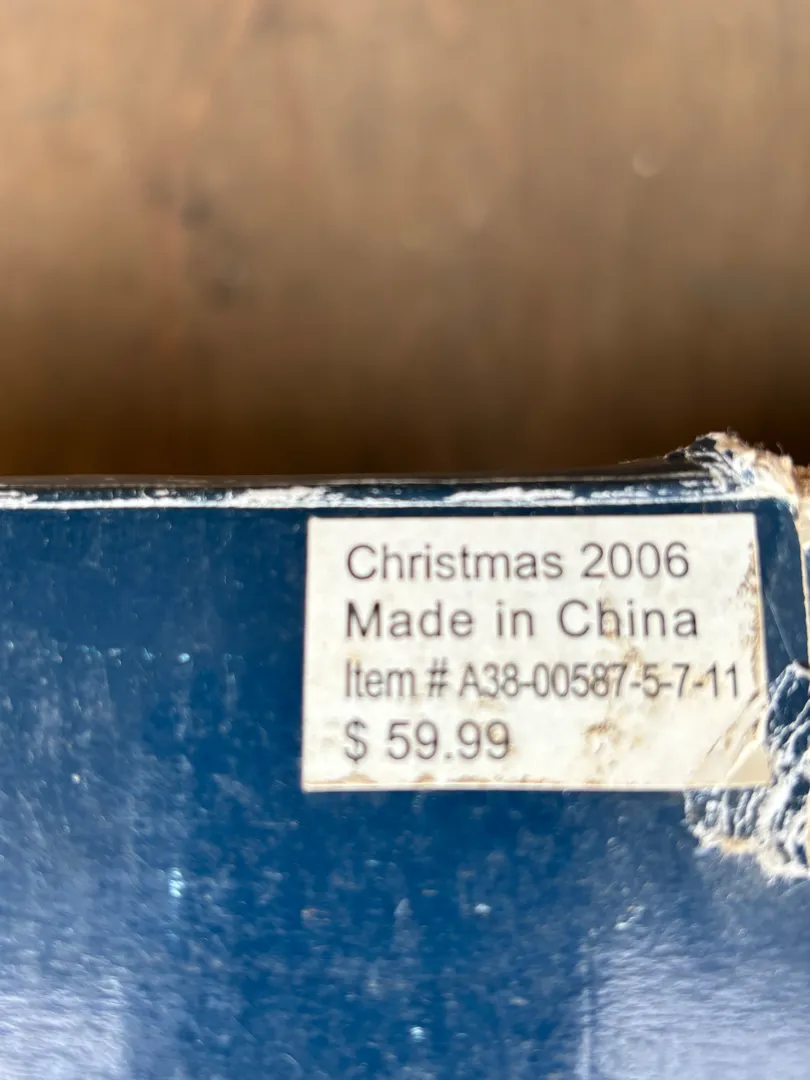 Christmas 2006
Made in China
Item # A38-00587-5-7-11
$ 59.99